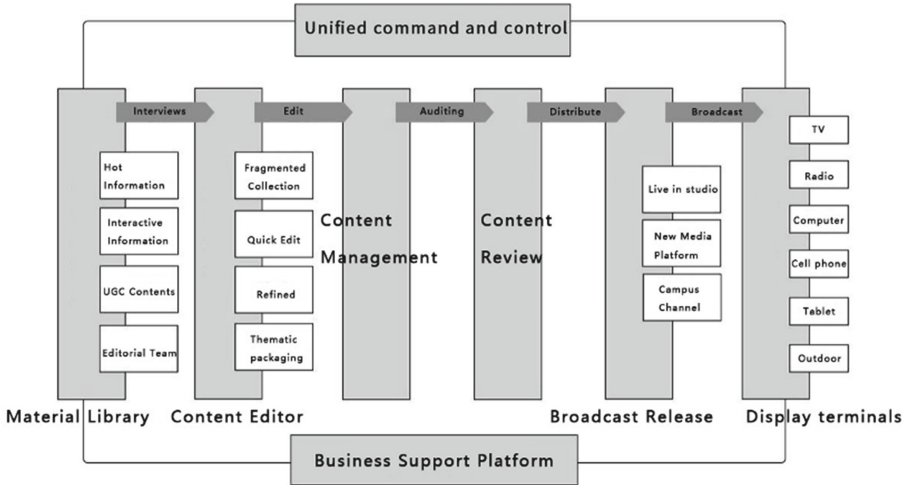 Unified command and control
Interviews
Edit
Auditing
Distribute
Broadcast
Hot
Information
Interactive
Information
UGC Contents
Editorial Team
Fragmented
Collection
Quick Edit
Refined
Thematic
packaging
Content
Management
Content
Review
Live in studio
New Media
Platform
Campus
Channel
TV
Radio
Computer
Cell phone
Tablet
Outdoor
Material Library
Content Editor
Broadcast Release
Display terminals
Business Support Platform